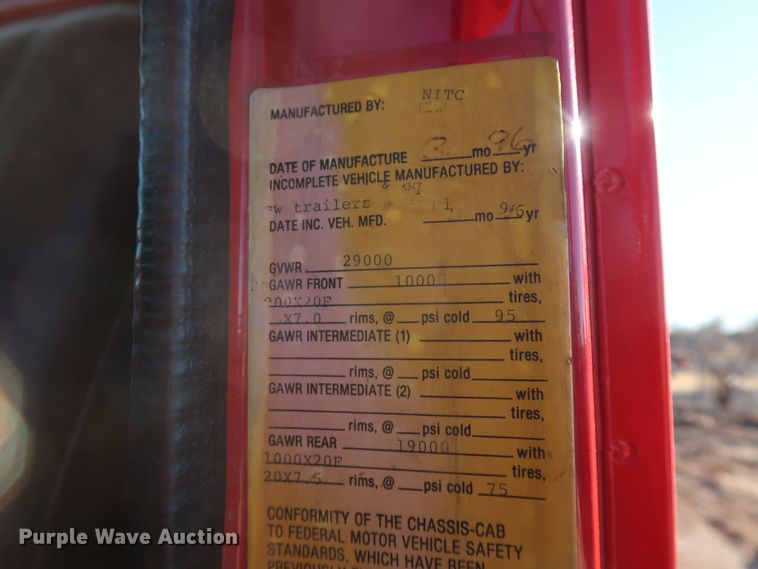 NITC
MANUFACTURED BY:
DATE OF MANUFACTURE mo 96 yr
INCOMPLETE VEHICLE MANUFACTURED BY:
& eq
trailers
DATE INC. VEH. MFD. mo 96 yr
GVWR 29000
GAWR FRONT with
tires,
X7.0 rims, @ psi cold 95
GAWR INTERMEDIATE (1) with
tires,
rims, @ psi cold
GAWR INTERMEDIATE (2) with
tires,
rims, @ psi cold
GAWR REAR 19000 with
1000X20F tires,
20X7.5 rims, @ psi cold 75
CONFORMITY OF THE CHASSIS-CAB
TO FEDERAL MOTOR VEHICLE SAFETY
STANDARDS, WHICH HAVE BEEN
Purple Wave Auction